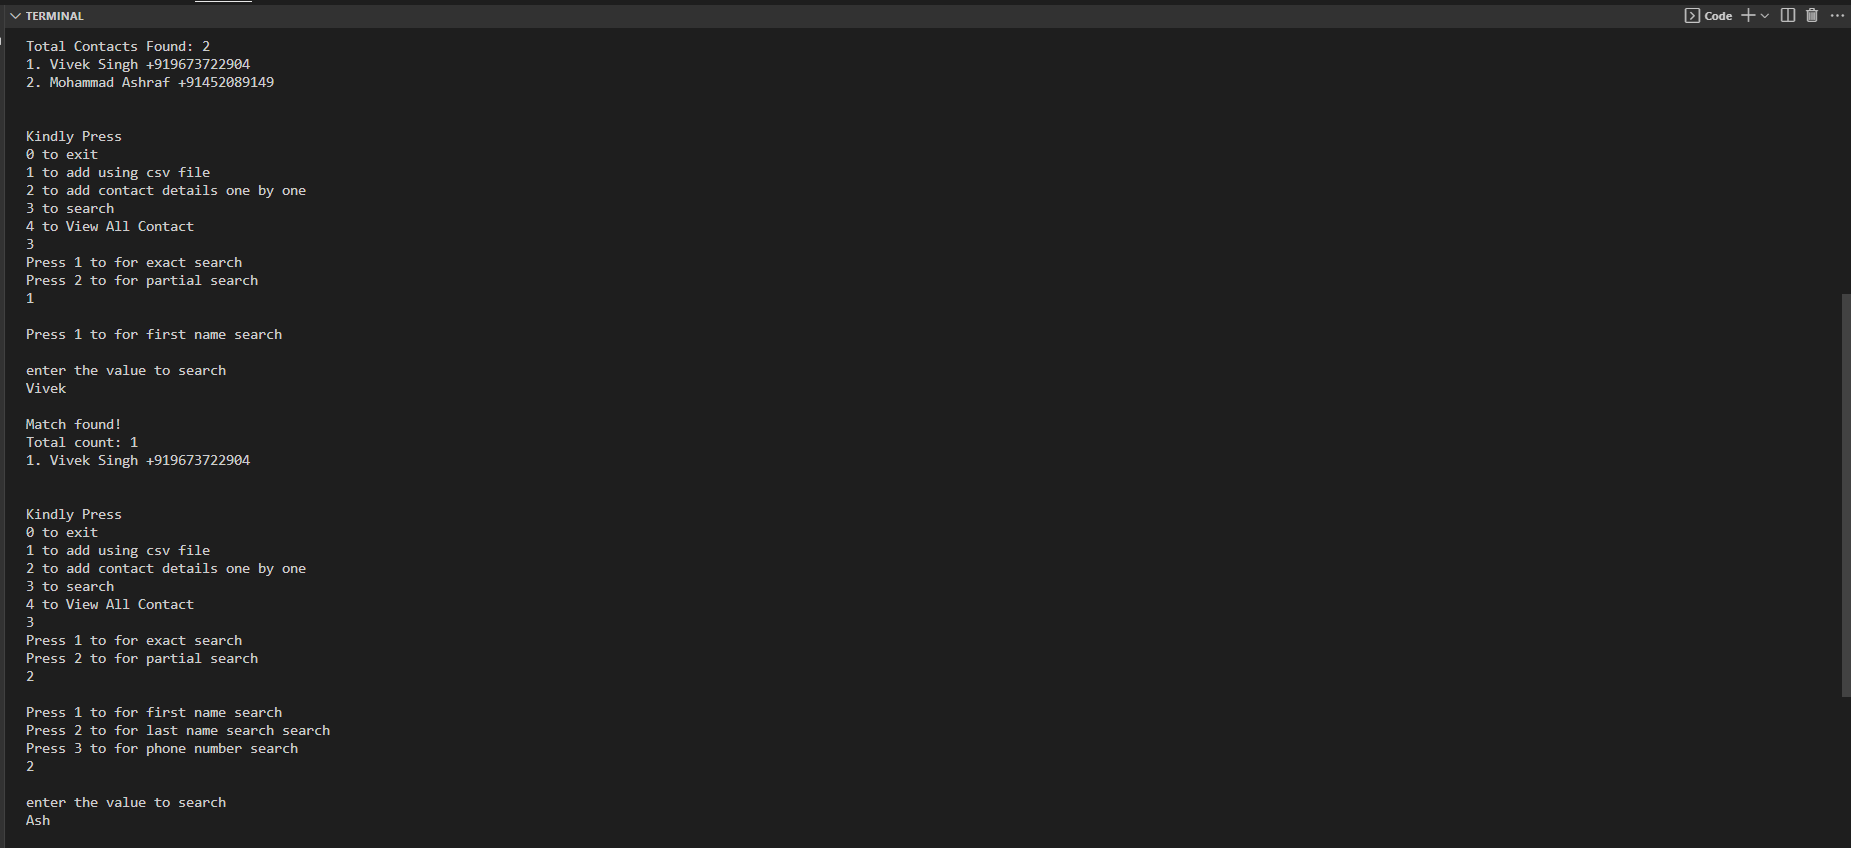 TERMINAL
Code
Total Contacts Found: 2
1. Vivek Singh +919673722904
2. Mohammad Ashraf +91452089149
Kindly Press
0 to exit
1 to add using csv file
2 to add contact details one by one
3 to search
4 to View All Contact
3
Press 1 to for exact search
Press 2 to for partial search
1
Press 1 to for first name search
enter the value to search
Vivek
Match found!
Total count: 1
1. Vivek Singh +919673722904
Kindly Press
0 to exit
1 to add using csv file
2 to add contact details one by one
3 to search
4 to View All Contact
3
Press 1 to for exact search
Press 2 to for partial search
2
Press 1 to for first name search
Press 2 to for last name search search
Press 3 to for phone number search
2
enter the value to search
Ash